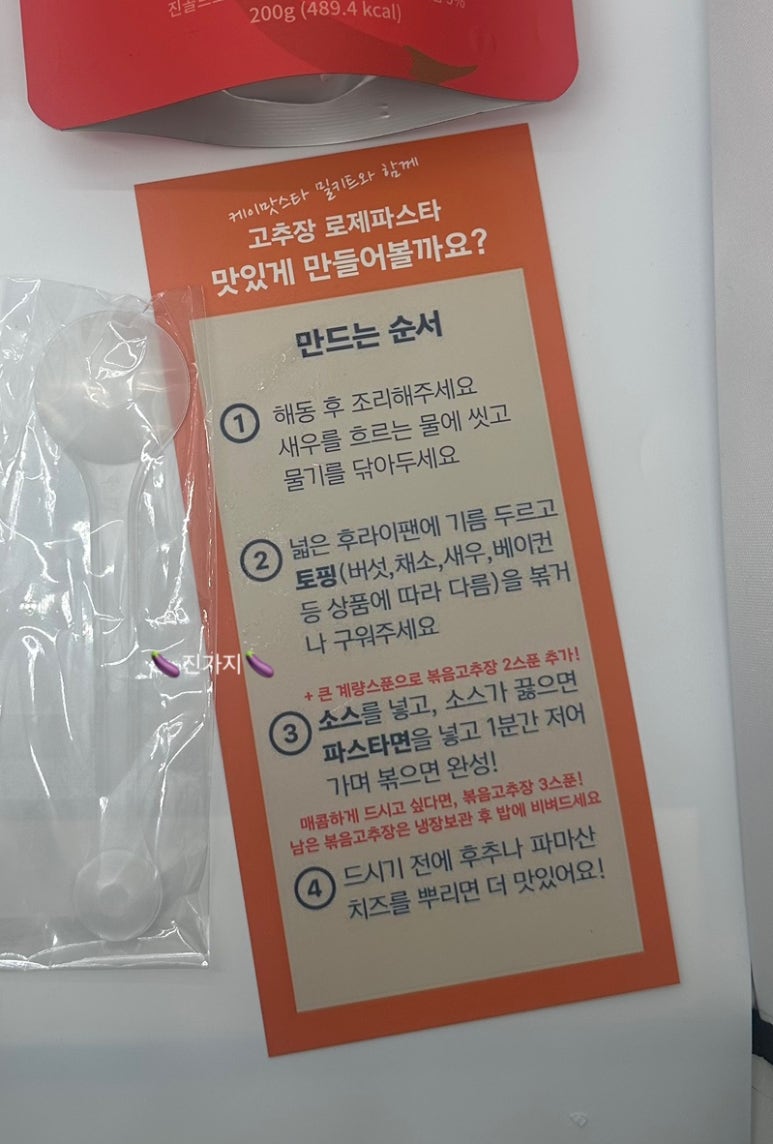 200g (489.4 kcal)
케이맛스타 밀키트와 함께
고추장 로제파스타
맛있게 만들어볼까요?
만드는 순서
1 해동 후 조리해주세요
새우를 흐르는 물에 씻고
물기를 닦아두세요
2 넓은 후라이팬에 기름 두르고
토핑(버섯,채소,새우,베이컨
등 상품에 따라 다름)을 볶거
나 구워주세요
🍆진자지🍆
+ 큰 계량스푼으로 볶음고추장 2스푼 추가!
3 소스를 넣고, 소스가 끓으면
파스타면을 넣고 1분간 저어
가며 볶으면 완성!
매콤하게 드시고 싶다면, 볶음고추장 3스푼!
남은 볶음고추장은 냉장보관 후 밥에 비벼드세요
4 드시기 전에 후추나 파마산
치즈를 뿌리면 더 맛있어요!